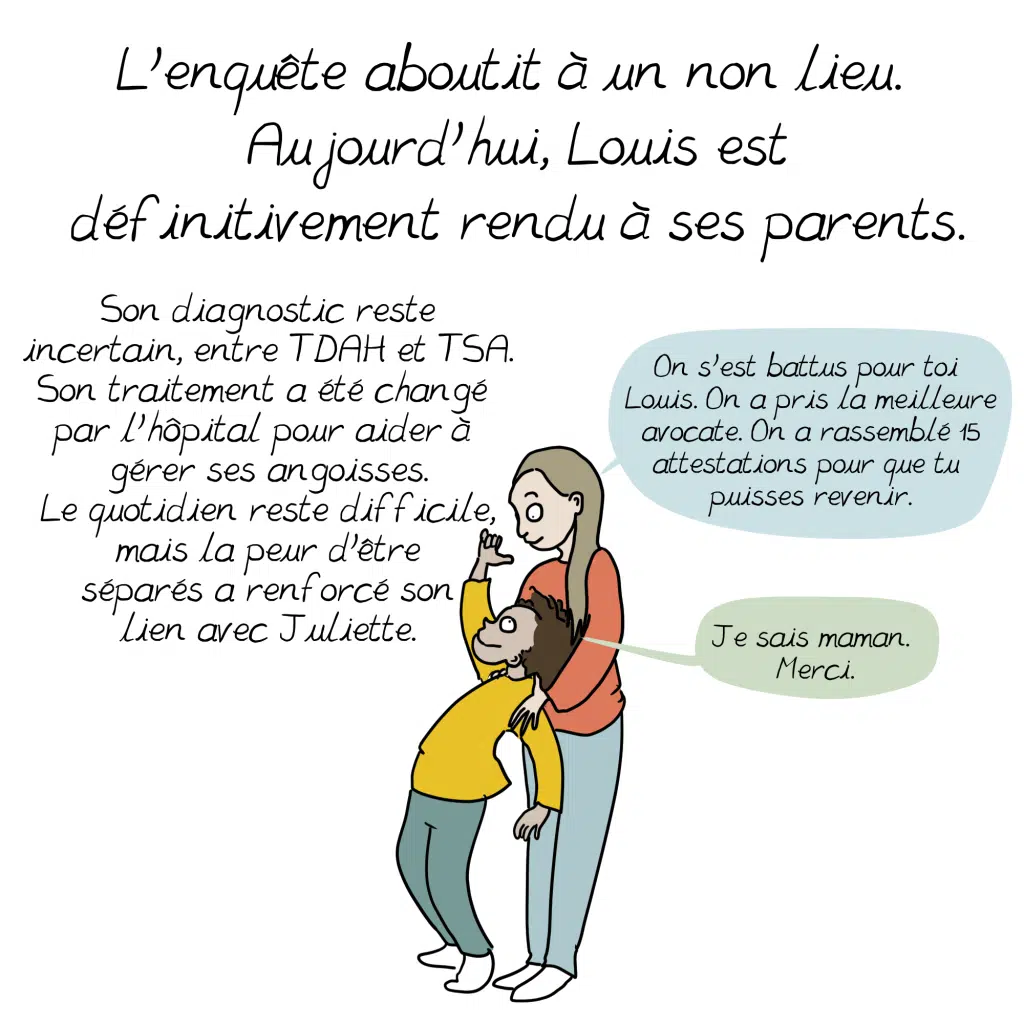 L'enquête aboutit à un non lieu.
Aujourd'hui, Louis est
définitivement rendu à ses parents.
Son diagnostic reste
incertain, entre TDAH et TSA.
Son traitement a été changé
par l'hôpital pour aider à
gérer ses angoisses.
Le quotidien reste difficile,
mais la peur d'être
séparés a renforcé son
lien avec Juliette.
On s'est battus pour toi
Louis. On a pris la meilleure
avocate. On a rassemblé 15
attestations pour que tu
puisses revenir.
Je sais maman.
Merci.